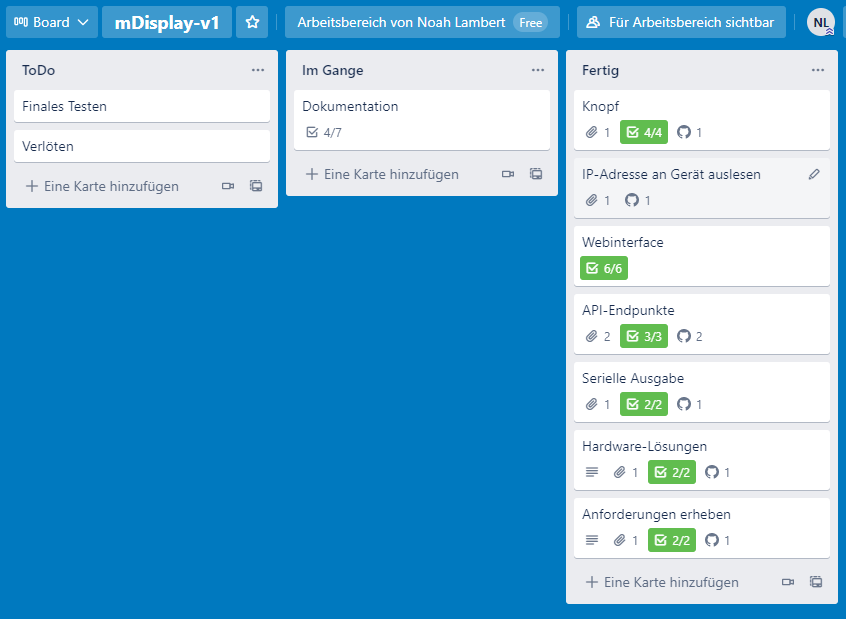 Board mDisplay-v1 Arbeitsbereich von Noah Lambert Free Für Arbeitsbereich sichtbar NL
ToDo
Finales Testen
Verlöten
Eine Karte hinzufügen
Im Gange
Dokumentation
4/7
Eine Karte hinzufügen
Fertig
Knopf
1 4/4 1
IP-Adresse an Gerät auslesen
1 1
Webinterface
6/6
API-Endpunkte
2 3/3 2
Serielle Ausgabe
1 2/2 1
Hardware-Lösungen
1 2/2 1
Anforderungen erheben
1 2/2 1
Eine Karte hinzufügen